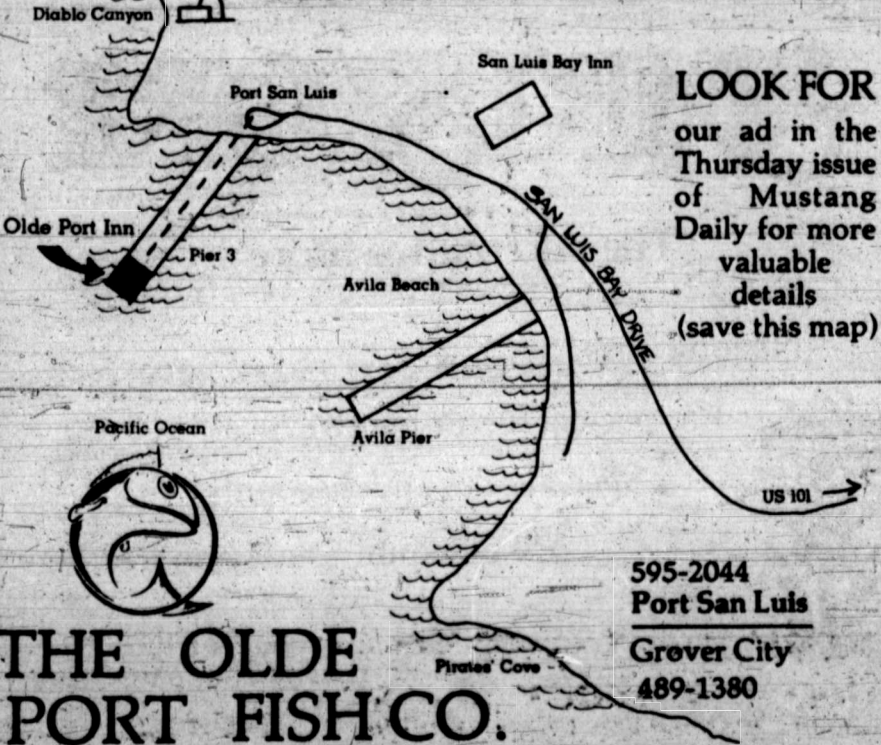 Diablo Canyon
San Luis Bay Inn
Port San Luis
LOOK FOR
our ad in the
Thursday issue
of Mustang
Daily for more
valuable
details
(save this map)
Olde Port Inn
Pier 3
SAN LUIS BAY DRIVE
Avila Beach
Avila Pier
Pacific Ocean
US 101
595-2044
Port San Luis
Grover City
489-1380
Pirates' Cove
THE OLDE
PORT FISH CO.